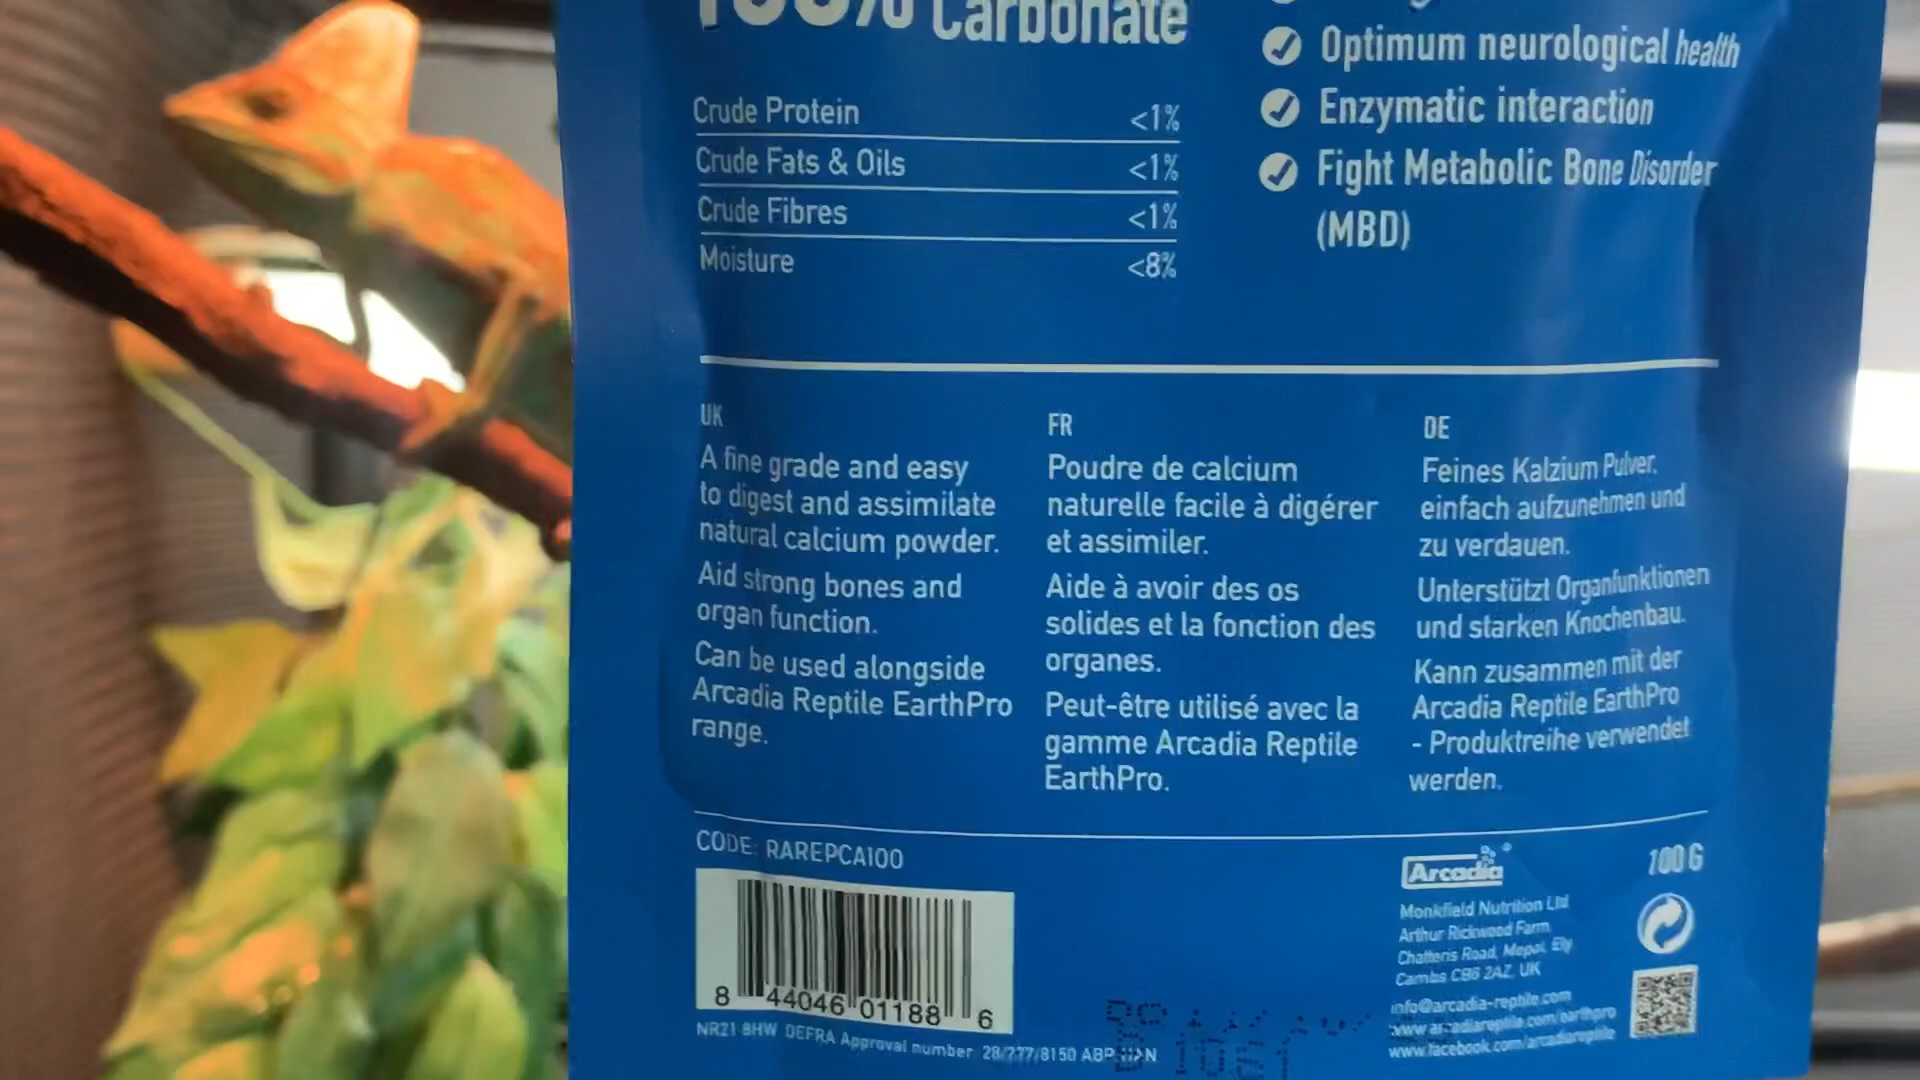 100% Carbonate
Optimum neurological health
Enzymatic interaction
Fight Metabolic Bone Disorder
(MBD)
Crude Protein <1%
Crude Fats & Oils <1%
Crude Fibres <1%
Moisture <8%
UK
A fine grade and easy
to digest and assimilate
natural calcium powder.
Aid strong bones and
organ function.
Can be used alongside
Arcadia Reptile EarthPro
range.
FR
Poudre de calcium
naturelle facile à digérer
et assimiler.
Aide à avoir des os
solides et la fonction des
organes.
Peut-être utilisé avec la
gamme Arcadia Reptile
EarthPro.
DE
Feines Kalzium Pulver,
einfach aufzunehmen und
zu verdauen.
Unterstützt Organfunktionen
und starken Knochenbau.
Kann zusammen mit der
Arcadia Reptile EarthPro
- Produktreihe verwendet
werden.
CODE: RAREPCA100
8 44046 01188 6
NR21 8HW DEFRA Approval number 28/777/8150 ABP
Arcadia
100G
Monkfield Nutrition Ltd
Arthur Rickwood Farm
Chatteris Road, Mepal, Ely
Cambs CB6 2AZ, UK
info@arcadia-reptile.com
www.arcadiareptile.com/earthpro
www.facebook.com/arcadiareptile